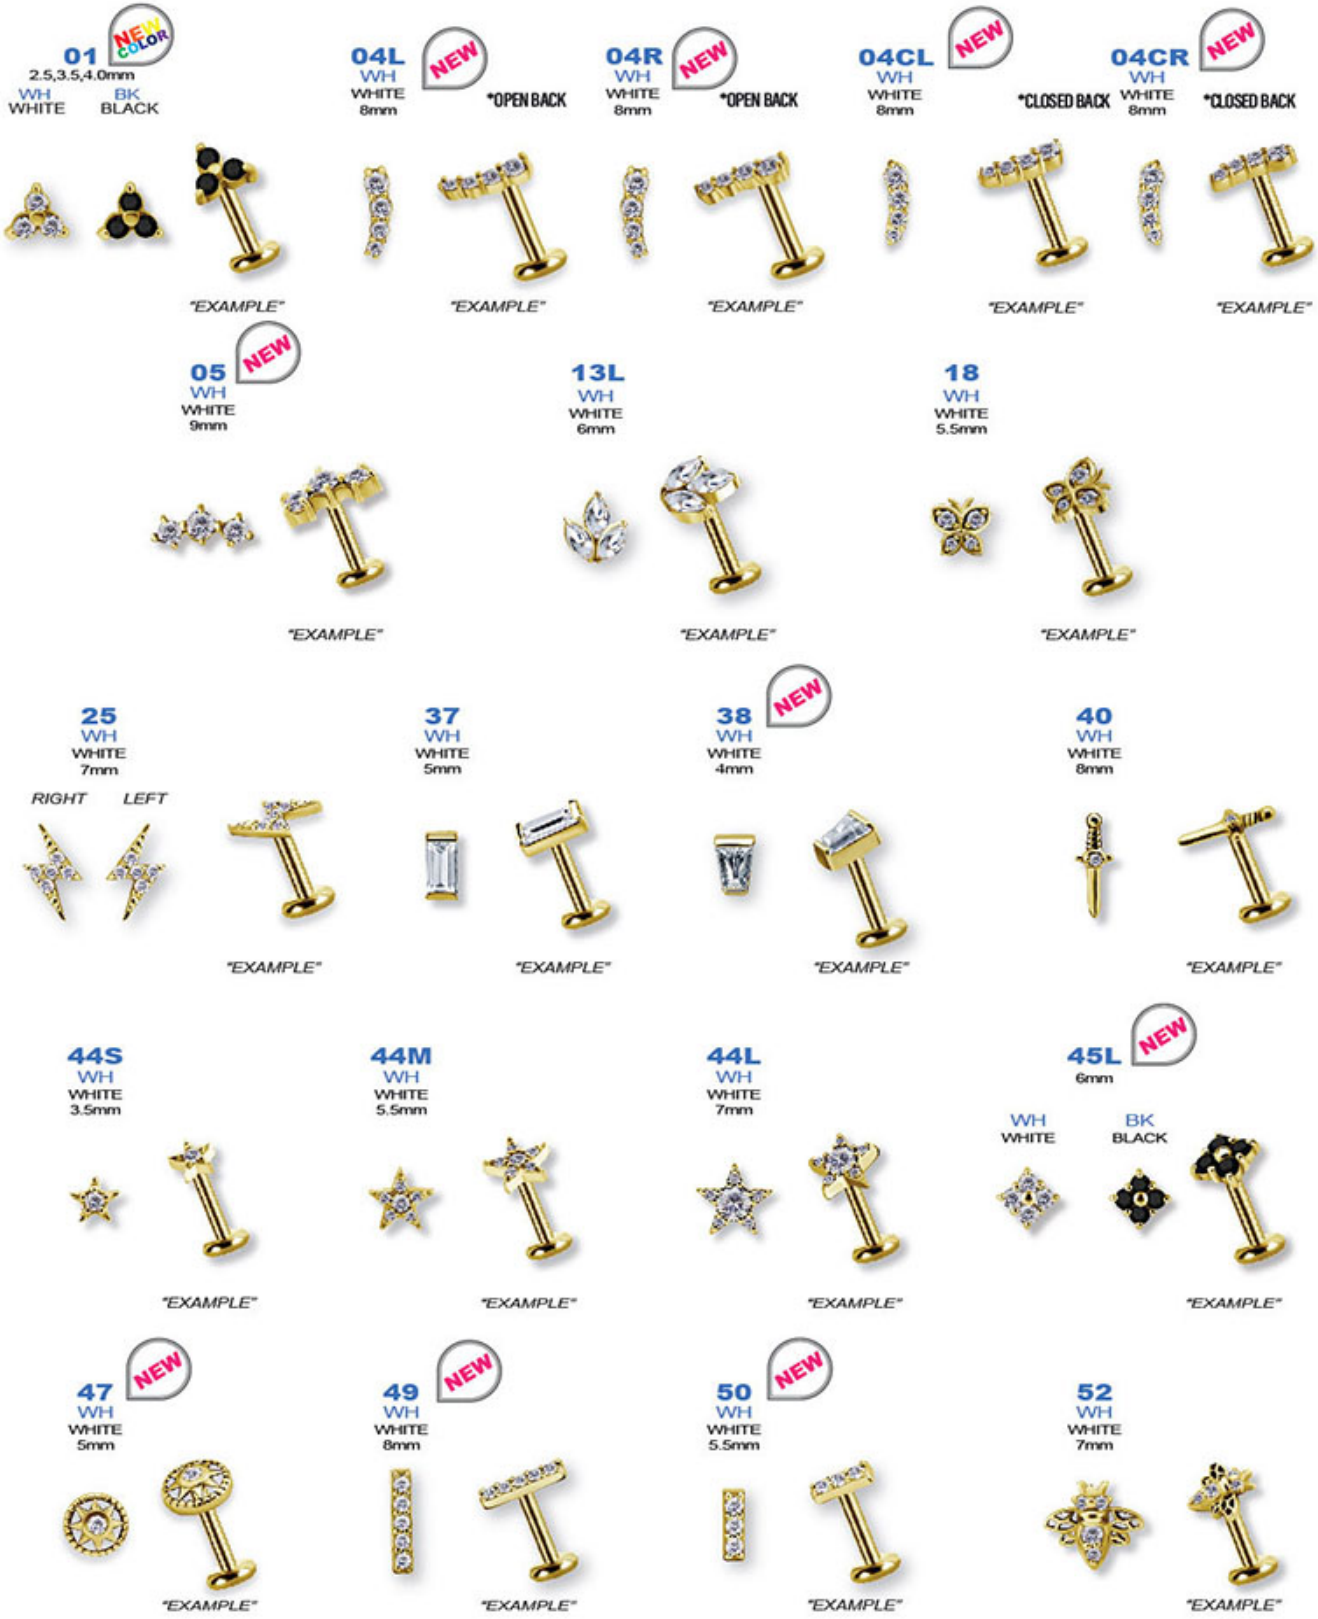 NEW
COLOR
01
2.5,3.5,4.0mm
WH
WHITE
BK
BLACK
"EXAMPLE"
04L
WH
WHITE
8mm
NEW
*OPEN BACK
"EXAMPLE"
04R
WH
WHITE
8mm
NEW
*OPEN BACK
"EXAMPLE"
04CL
WH
WHITE
8mm
NEW
*CLOSED BACK
"EXAMPLE"
04CR
WH
WHITE
8mm
NEW
*CLOSED BACK
"EXAMPLE"
05
WH
WHITE
9mm
NEW
"EXAMPLE"
13L
WH
WHITE
6mm
"EXAMPLE"
18
WH
WHITE
5.5mm
"EXAMPLE"
25
WH
WHITE
7mm
RIGHT LEFT
"EXAMPLE"
37
WH
WHITE
5mm
"EXAMPLE"
38
WH
WHITE
4mm
NEW
"EXAMPLE"
40
WH
WHITE
8mm
"EXAMPLE"
44S
WH
WHITE
3.5mm
"EXAMPLE"
44M
WH
WHITE
5.5mm
"EXAMPLE"
44L
WH
WHITE
7mm
"EXAMPLE"
45L
6mm
NEW
WH
WHITE
BK
BLACK
"EXAMPLE"
47
WH
WHITE
5mm
NEW
"EXAMPLE"
49
WH
WHITE
8mm
NEW
"EXAMPLE"
50
WH
WHITE
5.5mm
NEW
"EXAMPLE"
52
WH
WHITE
7mm
"EXAMPLE"